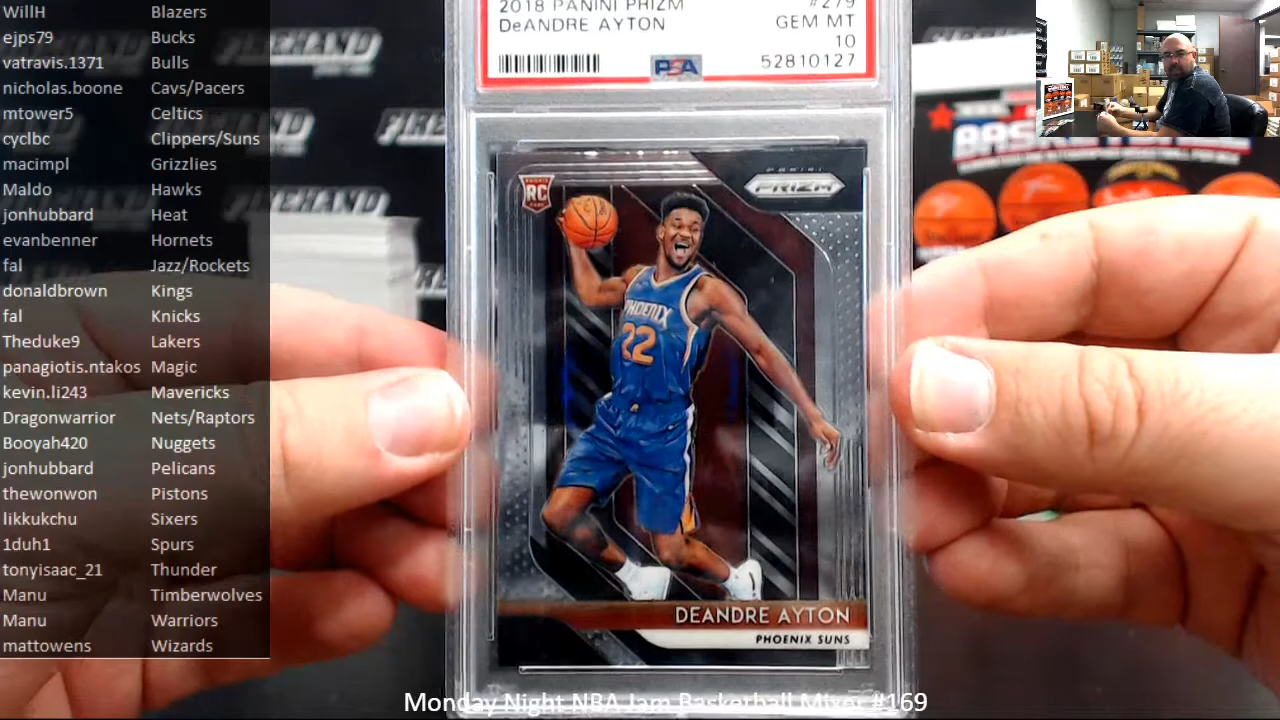 WillH Blazers
ejps79 Bucks
vatravis.1371 Bulls
nicholas.boone Cavs/Pacers
mtower5 Celtics
cyclbc Clippers/Suns
macimpl Grizzlies
Maldo Hawks
jonhubbard Heat
evanbenner Hornets
fal Jazz/Rockets
donaldbrown Kings
fal Knicks
Theduke9 Lakers
panagiotis.ntakos Magic
kevin.li243 Mavericks
Dragonwarrior Nets/Raptors
Booyah420 Nuggets
jonhubbard Pelicans
thewonwon Pistons
likkukchu Sixers
1duh1 Spurs
tonyisaac_21 Thunder
Manu Timberwolves
Manu Warriors
mattowens Wizards
2018 PANINI PRIZM #279
DeANDRE AYTON GEM MT
10
PSA 52810127
RC
PANINI
PRIZM
PHOENIX
22
DEANDRE AYTON
PHOENIX SUNS
FIREHAND
Monday Night NBA Jam Basketball Mixer #169